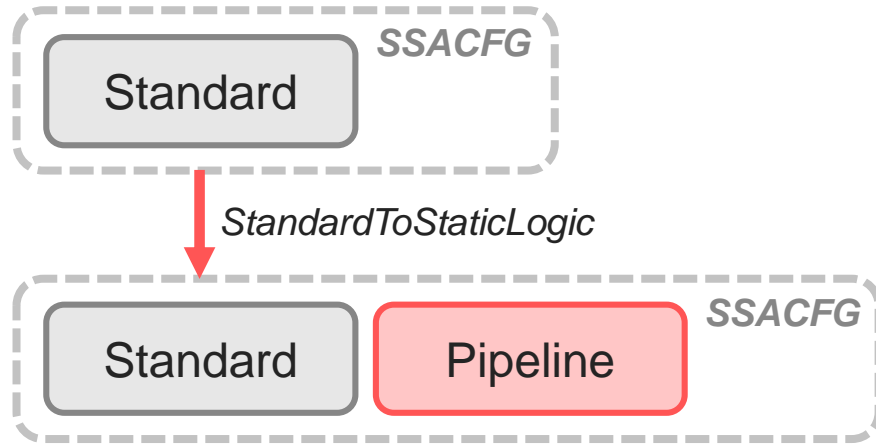 SSACFG
Standard
StandardToStaticLogic
SSACFG
Standard
Pipeline